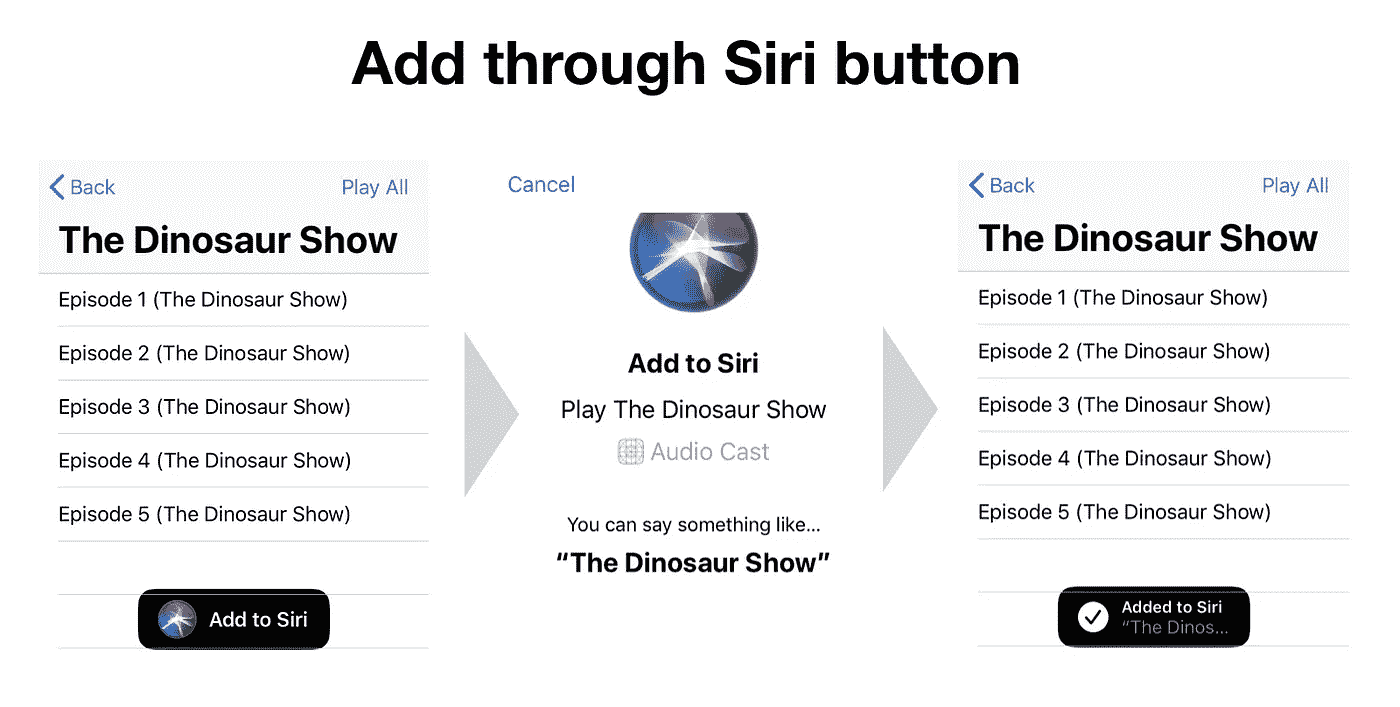 Add through Siri button
Back
Play All
The Dinosaur Show
Episode 1 (The Dinosaur Show)
Episode 2 (The Dinosaur Show)
Episode 3 (The Dinosaur Show)
Episode 4 (The Dinosaur Show)
Episode 5 (The Dinosaur Show)
Add to Siri
Cancel
Add to Siri
Play The Dinosaur Show
Audio Cast
You can say something like...
“The Dinosaur Show”
Back
Play All
The Dinosaur Show
Episode 1 (The Dinosaur Show)
Episode 2 (The Dinosaur Show)
Episode 3 (The Dinosaur Show)
Episode 4 (The Dinosaur Show)
Episode 5 (The Dinosaur Show)
Added to Siri
“The Dinos...